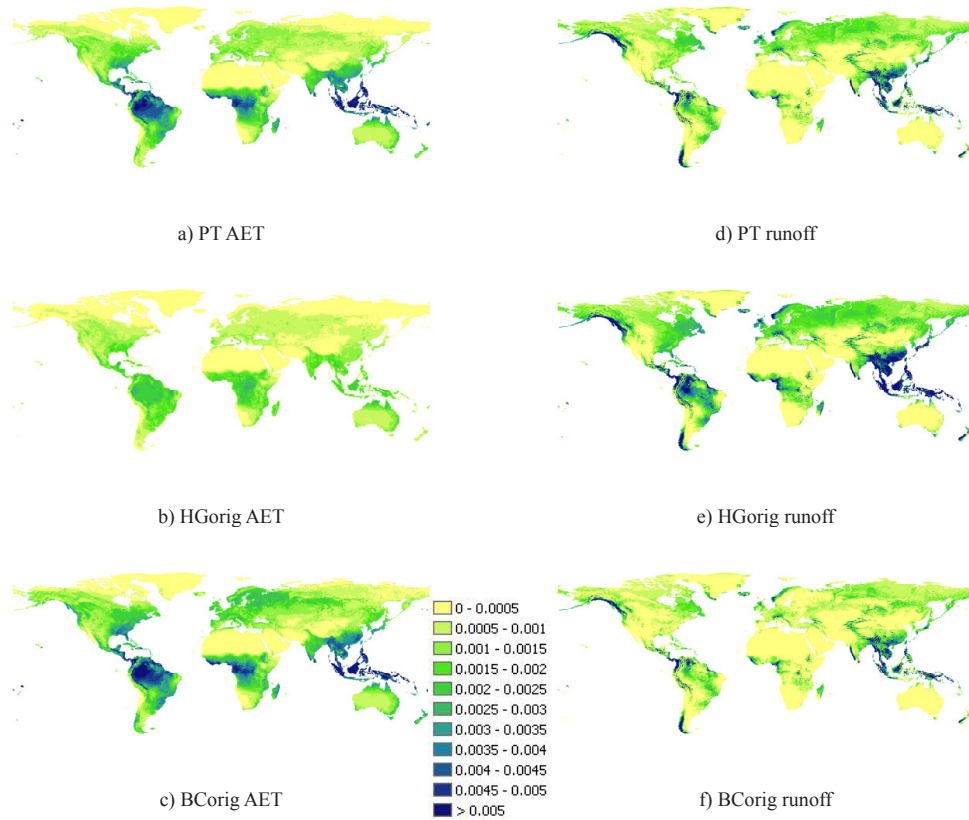 a) PT AET
d) PT runoff
b) HGorig AET
e) HGorig runoff
0 - 0.0005
0.0005 - 0.001
0.001 - 0.0015
0.0015 - 0.002
0.002 - 0.0025
0.0025 - 0.003
0.003 - 0.0035
0.0035 - 0.004
0.004 - 0.0045
0.0045 - 0.005
> 0.005
c) BCorig AET
f) BCorig runoff